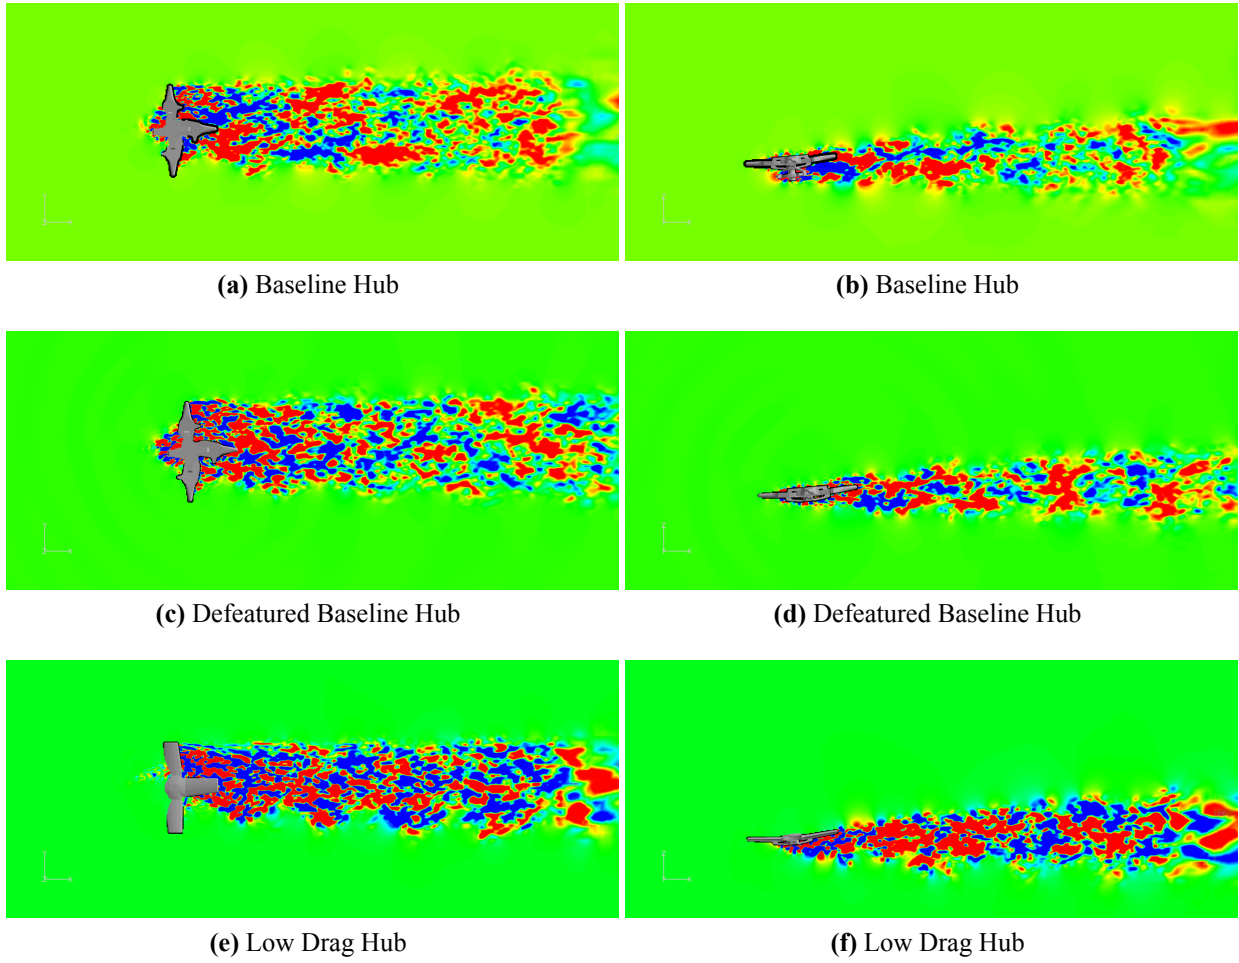 (a) Baseline Hub
(b) Baseline Hub
(c) Defeatured Baseline Hub
(d) Defeatured Baseline Hub
(e) Low Drag Hub
(f) Low Drag Hub